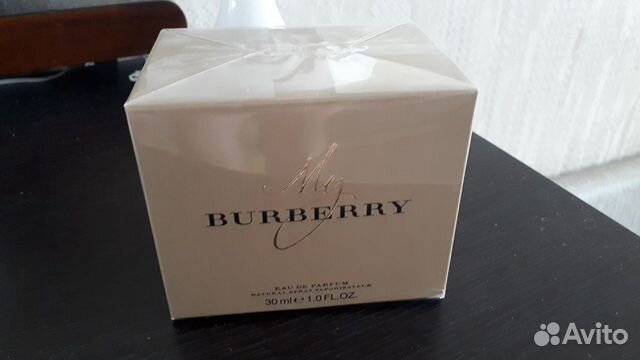 My
BURBERRY
EAU DE PARFUM
NATURAL SPRAY VAPORISATEUR
30 ml e 1.0 FL.OZ.
Avito